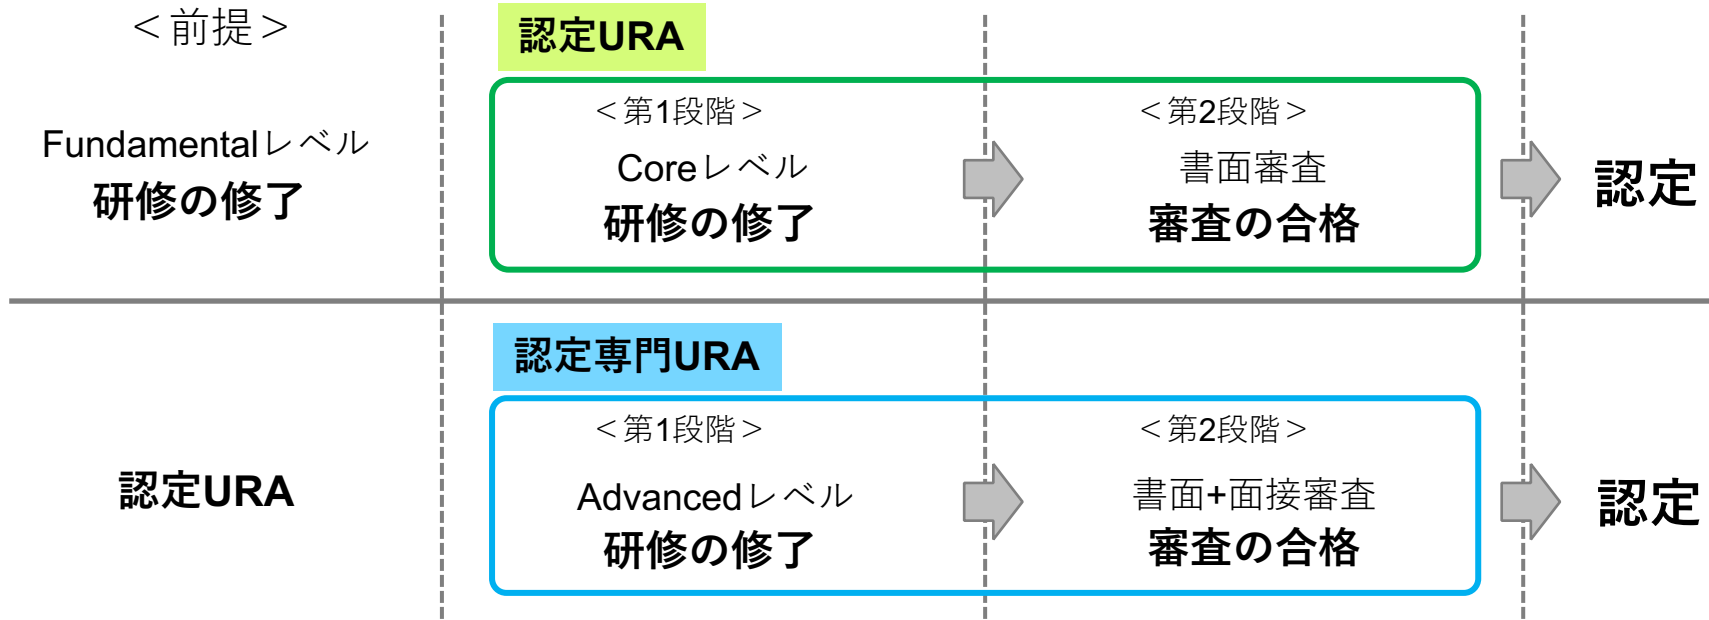 ＜前提＞
Fundamentalレベル
研修の修了
認定URA
＜第1段階＞
Coreレベル
研修の修了
＜第2段階＞
書面審査
審査の合格
認定
認定URA
認定専門URA
＜第1段階＞
Advancedレベル
研修の修了
＜第2段階＞
書面+面接審査
審査の合格
認定